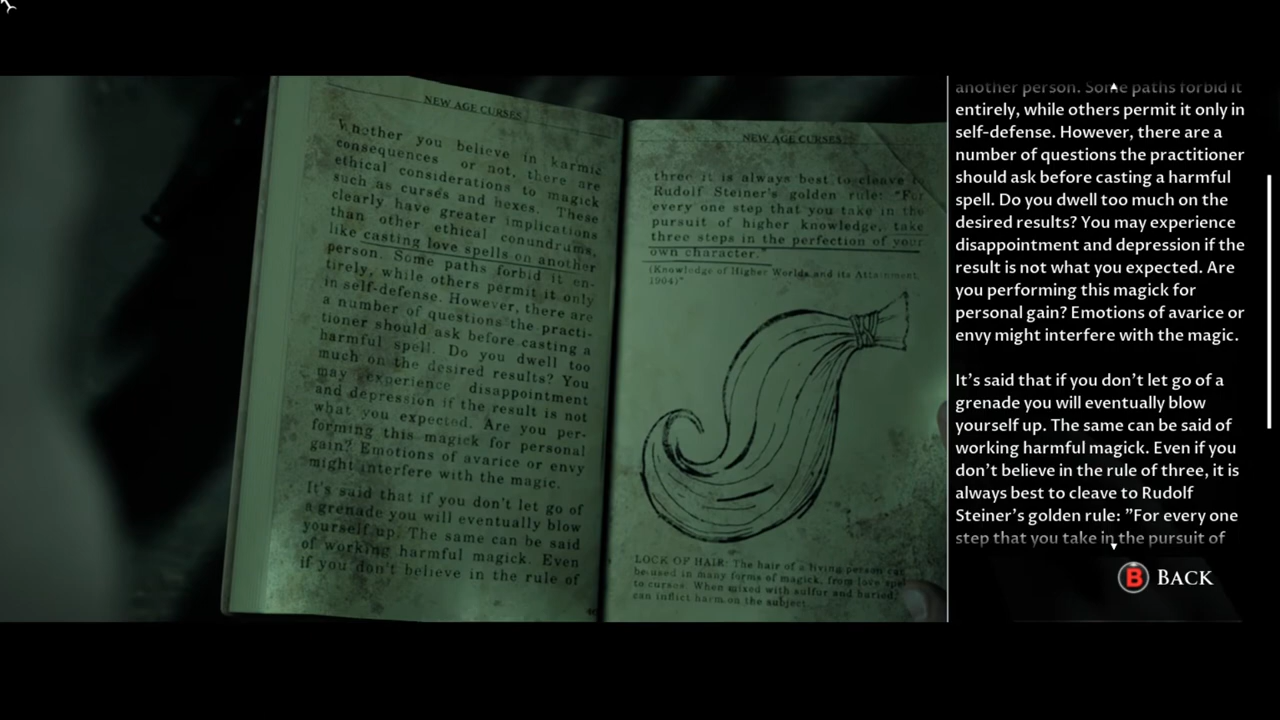 NEW AGE CURSES
Whether you believe in karmic
consequences or not, there are
ethical considerations to magick
such as curses and hexes. These
clearly have greater implications
than other ethical conundrums,
like casting love spells on another
person. Some paths forbid it en-
tirely, while others permit it only
in self-defense. However, there are
a number of questions the practi-
tioner should ask before casting a
harmful spell. Do you dwell too
much on the desired results? You
may experience disappointment
and depression if the result is not
what you expected. Are you per-
forming this magick for personal
gain? Emotions of avarice or envy
might interfere with the magic.
It's said that if you don't let go of
a grenade you will eventually blow
yourself up. The same can be said
of working harmful magick. Even
if you don't believe in the rule of
NEW AGE CURSES
three it is always best to cleave to
Rudolf Steiner's golden rule: "For
every one step that you take in the
pursuit of higher knowledge, take
three steps in the perfection of your
own character."
(Knowledge of Higher Worlds and its Attainment,
1904)"
LOCK OF HAIR: The hair of a living person can
be used in many forms of magick, from love spel
to curses. When mixed with sulfur and buried,
can inflict harm on the subject
another person. Some paths forbid it
entirely, while others permit it only in
self-defense. However, there are a
number of questions the practitioner
should ask before casting a harmful
spell. Do you dwell too much on the
desired results? You may experience
disappointment and depression if the
result is not what you expected. Are
you performing this magick for
personal gain? Emotions of avarice or
envy might interfere with the magic.
It's said that if you don't let go of a
grenade you will eventually blow
yourself up. The same can be said of
working harmful magick. Even if you
don't believe in the rule of three, it is
always best to cleave to Rudolf
Steiner's golden rule: "For every one
step that you take in the pursuit of
B BACK